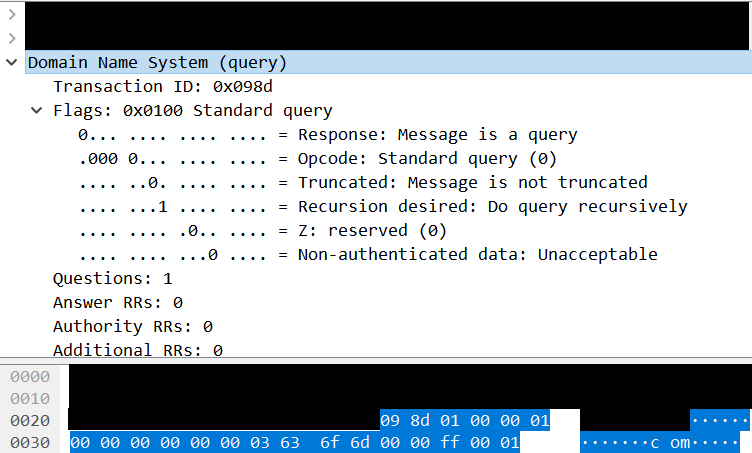 Domain Name System (query)
Transaction ID: 0x098d
Flags: 0x0100 Standard query
0... .... .... .... = Response: Message is a query
.000 0... .... .... = Opcode: Standard query (0)
.... ..0. .... .... = Truncated: Message is not truncated
.... ...1 .... .... = Recursion desired: Do query recursively
.... .... .0.. .... = Z: reserved (0)
.... .... ...0 .... = Non-authenticated data: Unacceptable
Questions: 1
Answer RRs: 0
Authority RRs: 0
Additional RRs: 0
0000
0010
0020 09 8d 01 00 00 01 ······
0030 00 00 00 00 00 00 03 63 6f 6d 00 00 ff 00 01 ·······c om·····